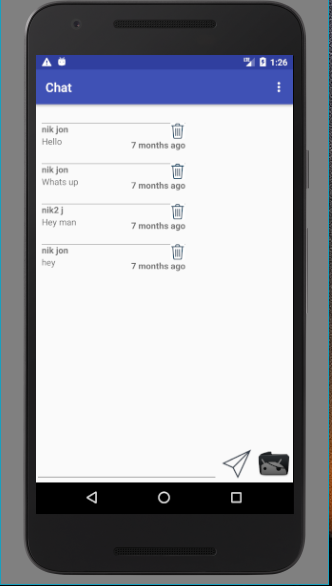 1:26
Chat
nik jon
Hello
7 months ago
nik jon
Whats up
7 months ago
nik2 j
Hey man
7 months ago
nik jon
hey
7 months ago